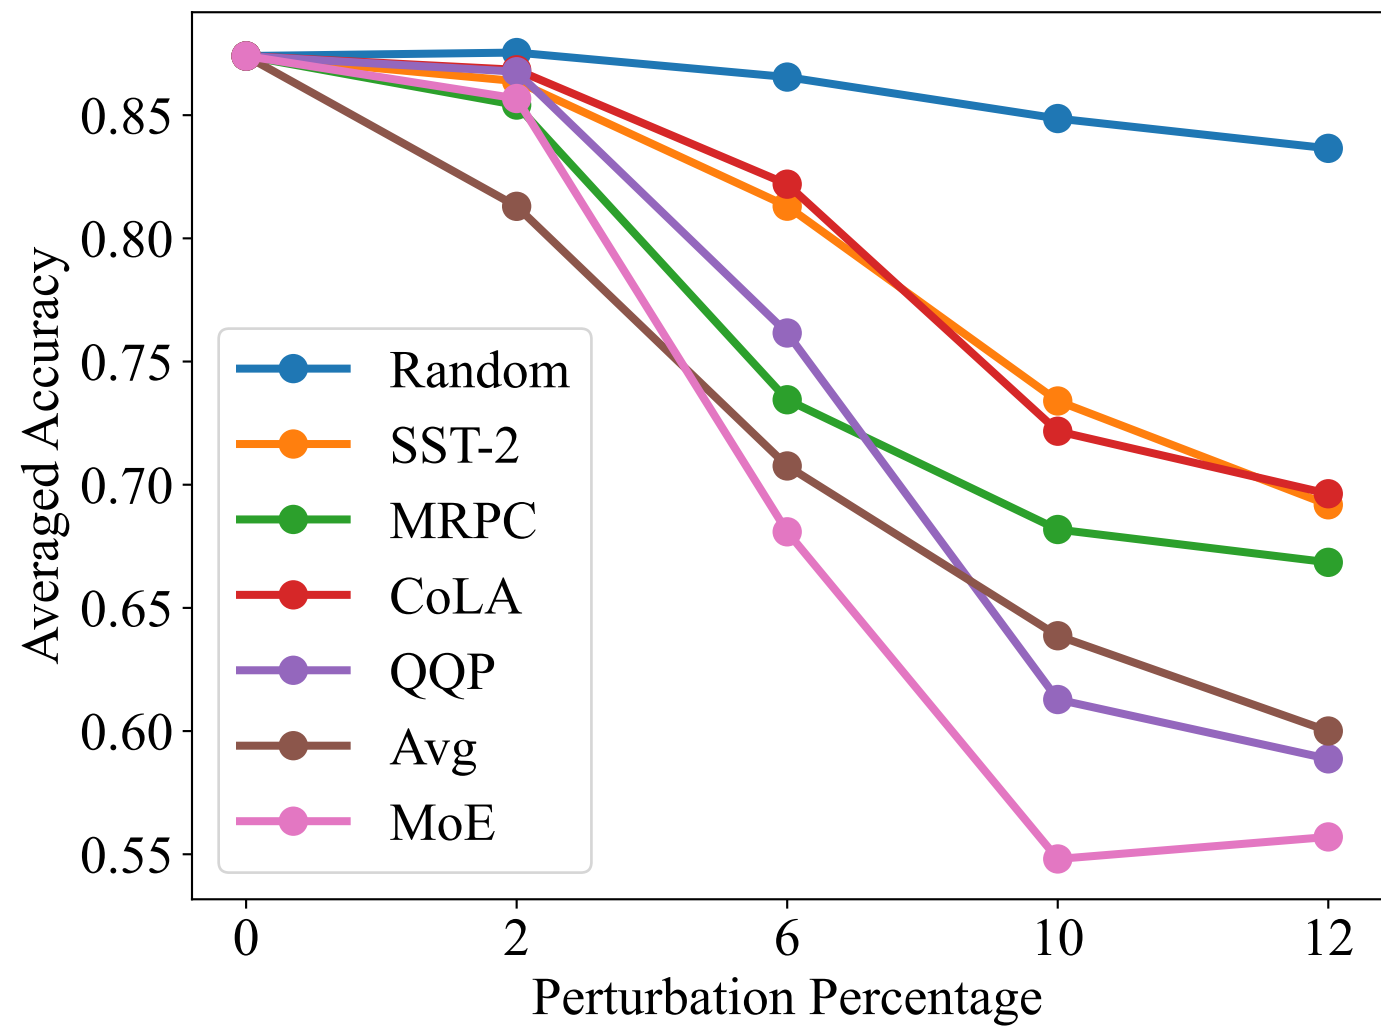 0.85
0.80
0.75
0.70
0.65
0.60
0.55
Averaged Accuracy
Random
SST-2
MRPC
CoLA
QQP
Avg
MoE
0 2 6 10 12
Perturbation Percentage